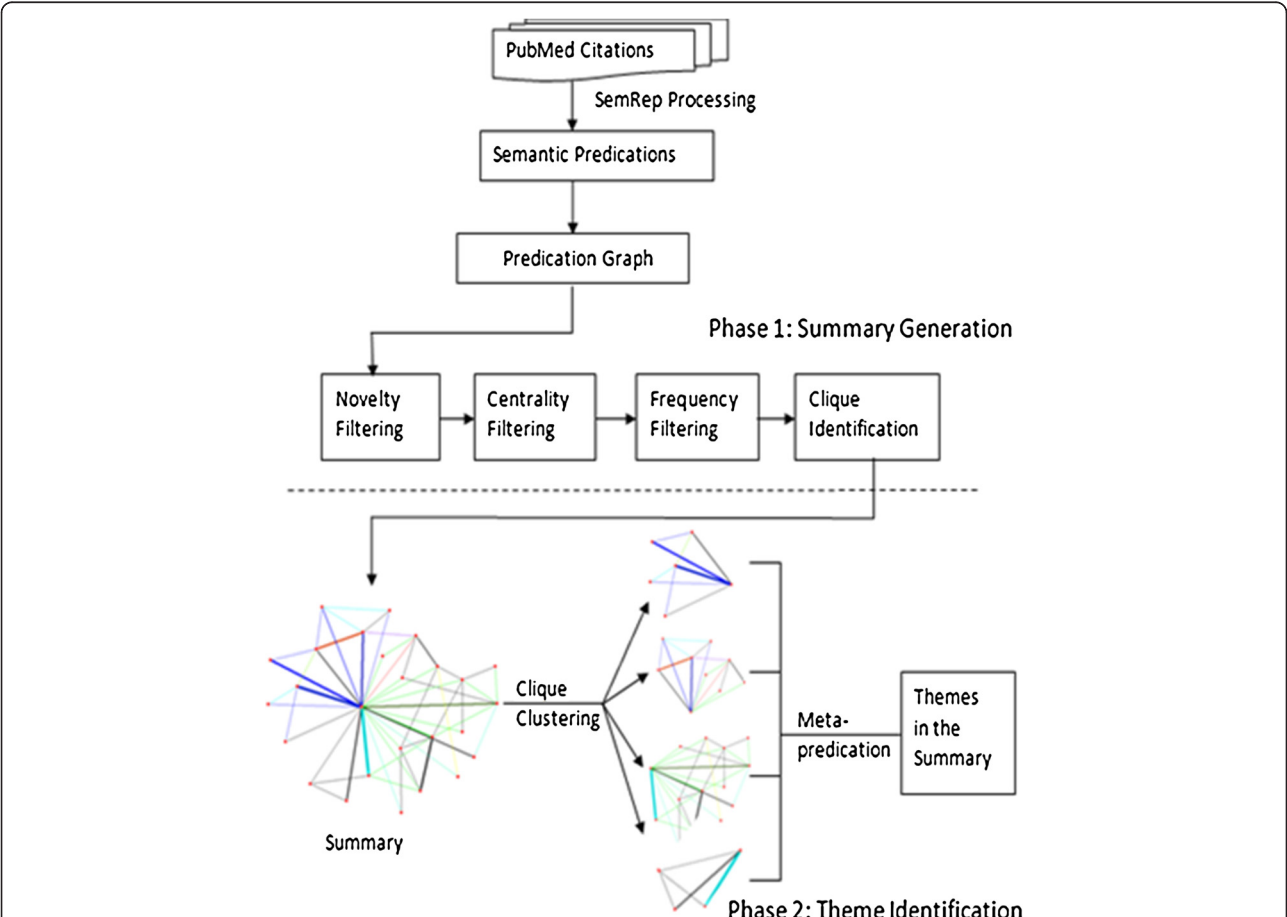 PubMed Citations
SemRep Processing
Semantic Predications
Predication Graph
Phase 1: Summary Generation
Novelty
Filtering
Centrality
Filtering
Frequency
Filtering
Clique
Identification
Clique
Clustering
Meta-
predication
Themes
in the
Summary
Summary
Phase 2: Theme Identification